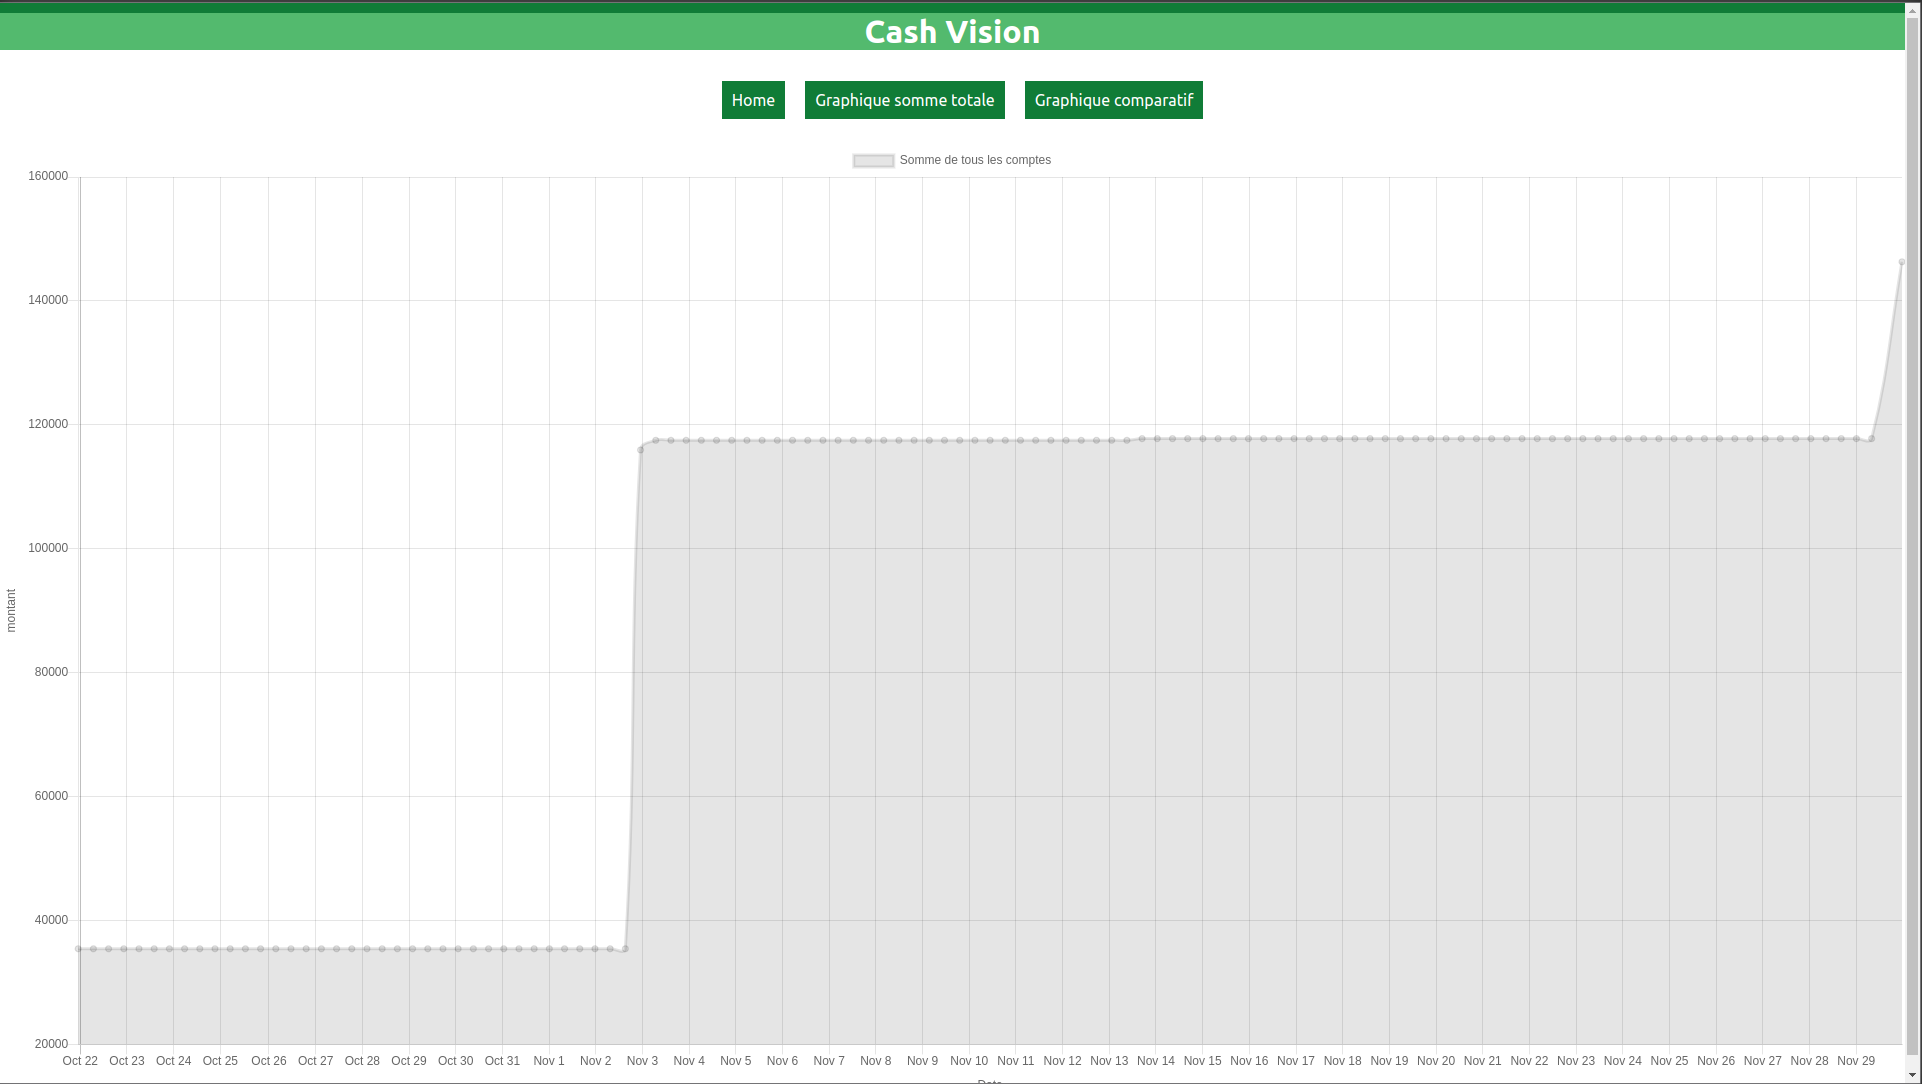 Cash Vision
Home Graphique somme totale Graphique comparatif
Somme de tous les comptes
160000
140000
120000
100000
80000
60000
40000
20000
montant
Oct 22 Oct 23 Oct 24 Oct 25 Oct 26 Oct 27 Oct 28 Oct 29 Oct 30 Oct 31 Nov 1 Nov 2 Nov 3 Nov 4 Nov 5 Nov 6 Nov 7 Nov 8 Nov 9 Nov 10 Nov 11 Nov 12 Nov 13 Nov 14 Nov 15 Nov 16 Nov 17 Nov 18 Nov 19 Nov 20 Nov 21 Nov 22 Nov 23 Nov 24 Nov 25 Nov 26 Nov 27 Nov 28 Nov 29